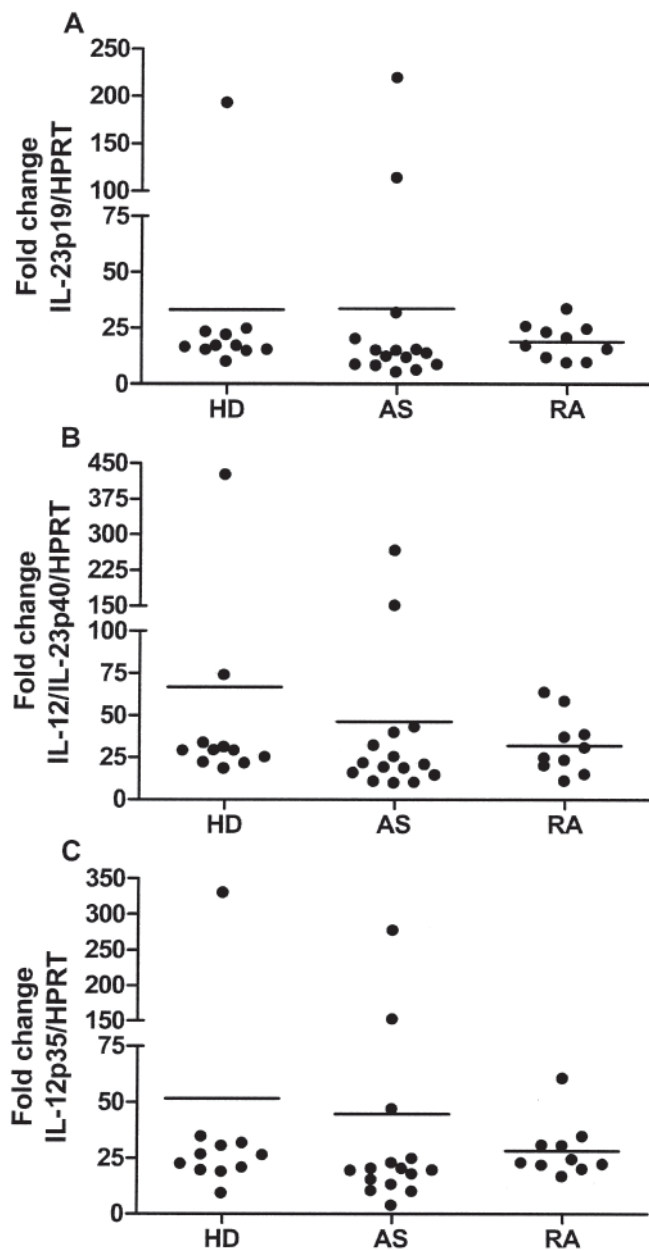 A
Fold change
IL-23p19/HPRT
250
200
150
100
75
50
25
0
HD AS RA
B
Fold change
IL-12/IL-23p40/HPRT
450
375
300
225
150
100
75
50
25
0
HD AS RA
C
Fold change
IL-12p35/HPRT
350
300
250
200
150
75
50
25
0
HD AS RA